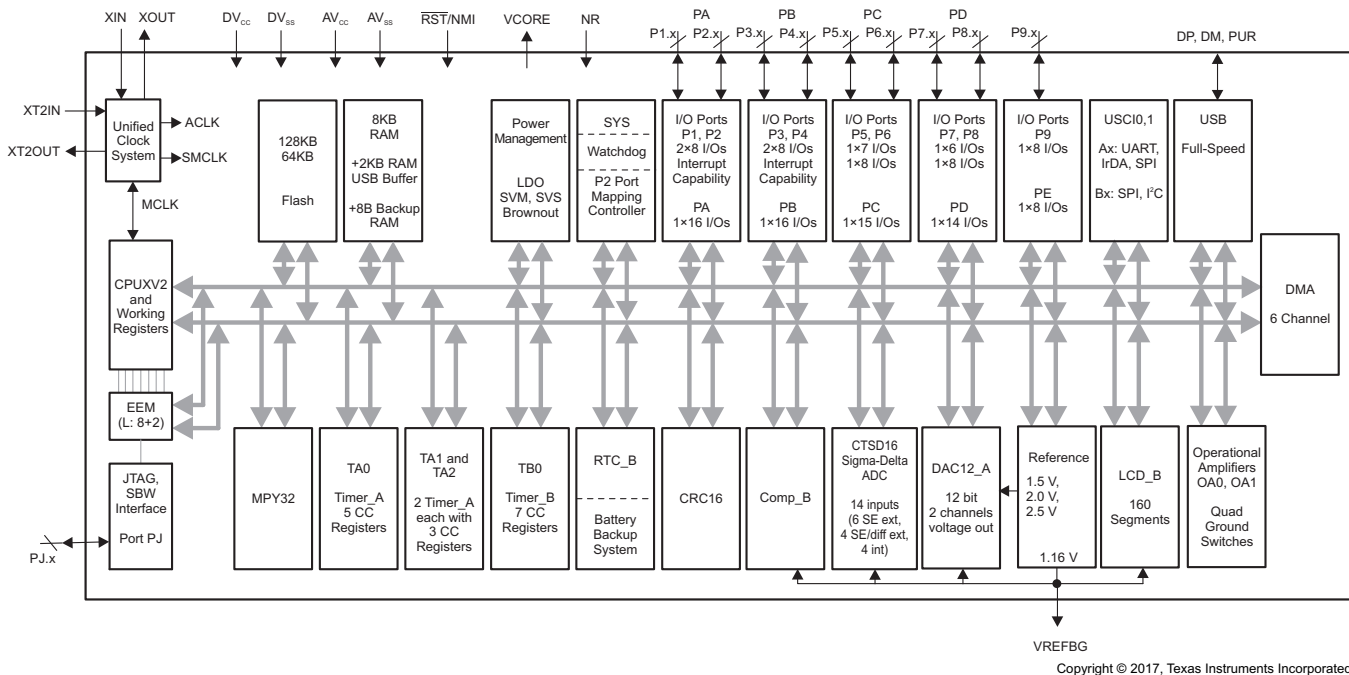 XIN
XOUT
DVCC
DVSS
AVCC
AVSS
RST/NMI
VCORE
NR
PA
PB
PC
PD
P1.x
P2.x
P3.x
P4.x
P5.x
P6.x
P7.x
P8.x
P9.x
DP, DM, PUR
XT2IN
XT2OUT
Unified
Clock
System
ACLK
SMCLK
MCLK
128KB
64KB
Flash
8KB
RAM
+2KB RAM
USB Buffer
+8B Backup
RAM
Power
Management
LDO
SVM, SVS
Brownout
SYS
Watchdog
P2 Port
Mapping
Controller
I/O Ports
P1, P2
2×8 I/Os
Interrupt
Capability
PA
1×16 I/Os
I/O Ports
P3, P4
2×8 I/Os
Interrupt
Capability
PB
1×16 I/Os
I/O Ports
P5, P6
1×7 I/Os
1×8 I/Os
PC
1×15 I/Os
I/O Ports
P7, P8
1×6 I/Os
1×8 I/Os
PD
1×14 I/Os
I/O Ports
P9
1×8 I/Os
PE
1×8 I/Os
USCI0,1
Ax: UART,
IrDA, SPI
Bx: SPI, I²C
USB
Full-Speed
CPUXV2
and
Working
Registers
DMA
6 Channel
EEM
(L: 8+2)
JTAG,
SBW
Interface
Port PJ
PJ.x
MPY32
TA0
Timer_A
5 CC
Registers
TA1 and
TA2
2 Timer_A
each with
3 CC
Registers
TB0
Timer_B
7 CC
Registers
RTC_B
Battery
Backup
System
CRC16
Comp_B
CTSD16
Sigma-Delta
ADC
14 inputs
(6 SE ext,
4 SE/diff ext,
4 int)
DAC12_A
12 bit
2 channels
voltage out
Reference
1.5 V,
2.0 V,
2.5 V
1.16 V
LCD_B
160
Segments
Operational
Amplifiers
OA0, OA1
Quad
Ground
Switches
VREFBG
Copyright © 2017, Texas Instruments Incorporated